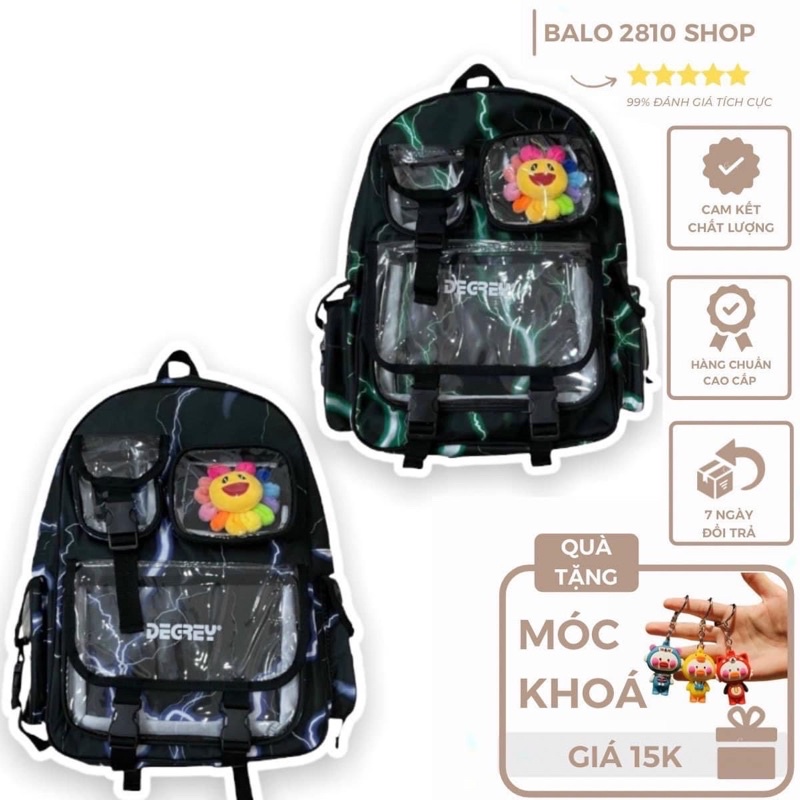 BALO 2810 SHOP
99% ĐÁNH GIÁ TÍCH CỰC
CAM KẾT
CHẤT LƯỢNG
DEGREY
HÀNG CHUẨN
CAO CẤP
7 NGÀY
ĐỔI TRẢ
QUÀ
TẶNG
MÓC
KHOÁ
GIÁ 15K
DEGREY